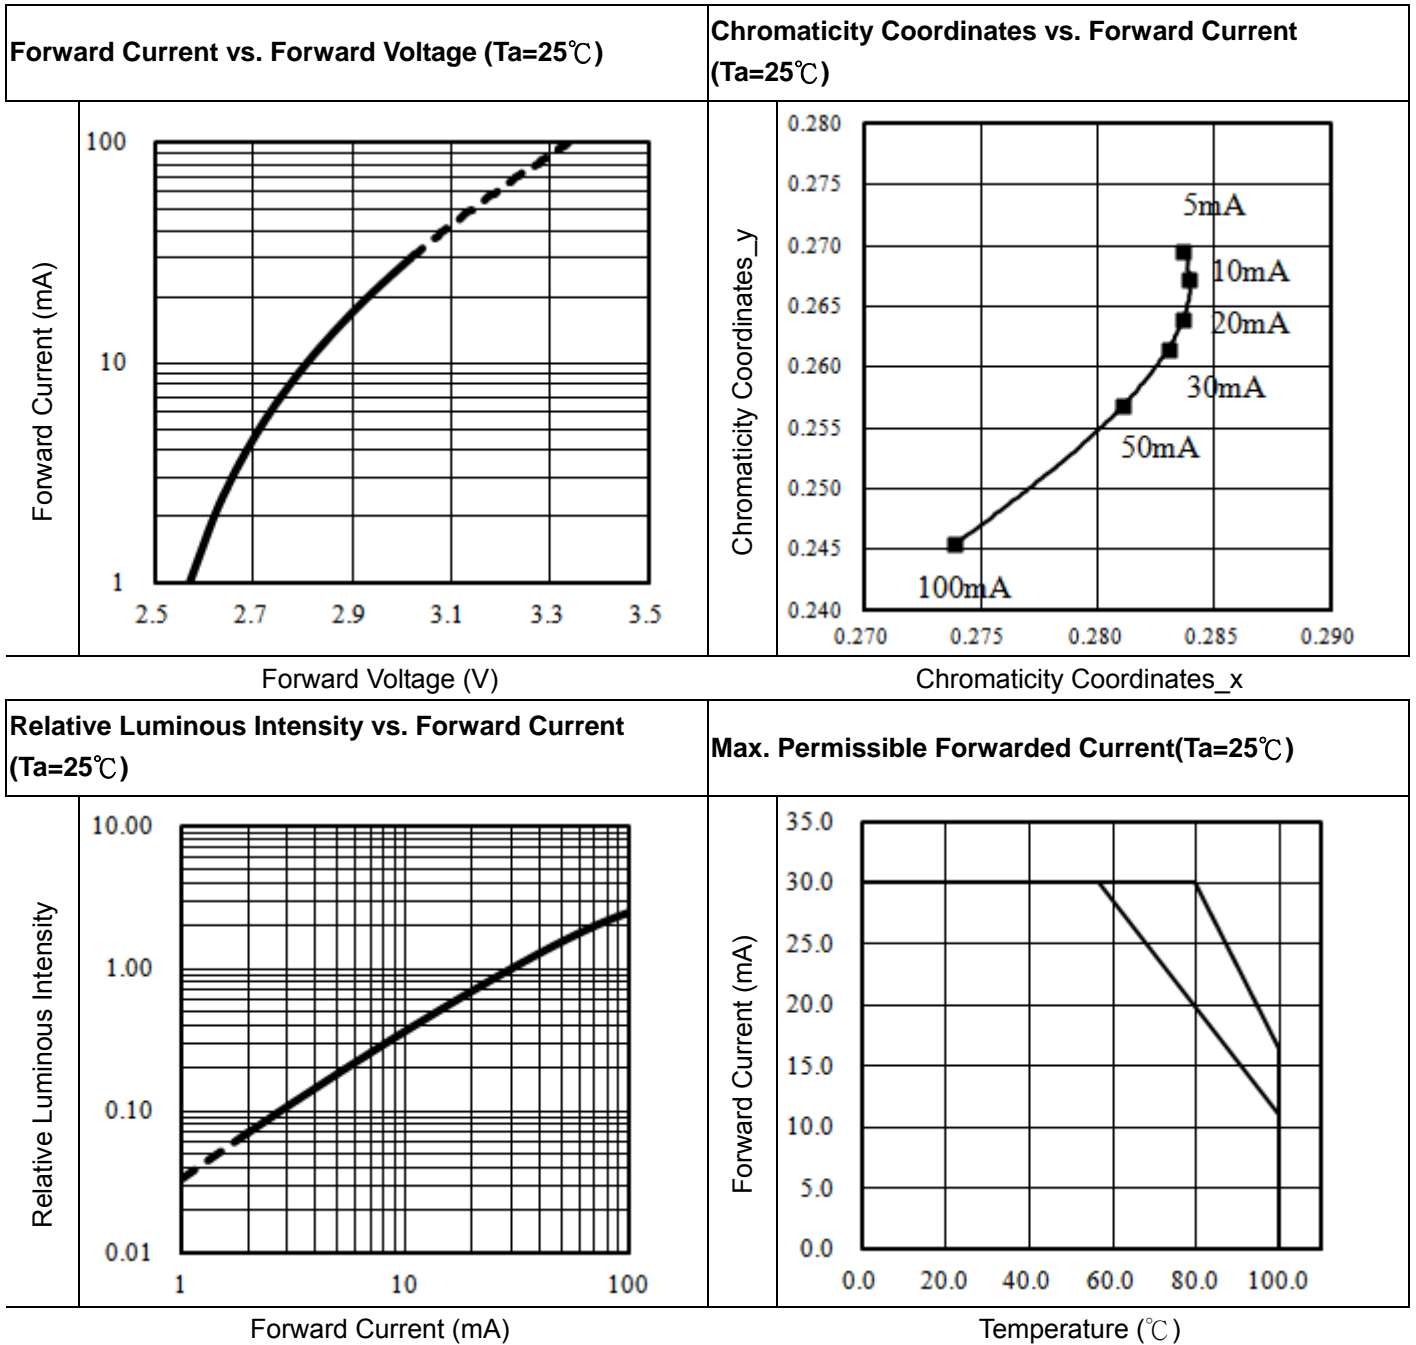 Forward Current vs. Forward Voltage (Ta=25℃)
Chromaticity Coordinates vs. Forward Current
(Ta=25℃)
Forward Current (mA)
100
10
1
2.5 2.7 2.9 3.1 3.3 3.5
Forward Voltage (V)
Chromaticity Coordinates_y
0.280
0.275
0.270
0.265
0.260
0.255
0.250
0.245
0.240
5mA
10mA
20mA
30mA
50mA
100mA
0.270 0.275 0.280 0.285 0.290
Chromaticity Coordinates_x
Relative Luminous Intensity vs. Forward Current
(Ta=25℃)
Max. Permissible Forwarded Current(Ta=25℃)
Relative Luminous Intensity
10.00
1.00
0.10
0.01
1 10 100
Forward Current (mA)
Forward Current (mA)
35.0
30.0
25.0
20.0
15.0
10.0
5.0
0.0
0.0 20.0 40.0 60.0 80.0 100.0
Temperature (℃)